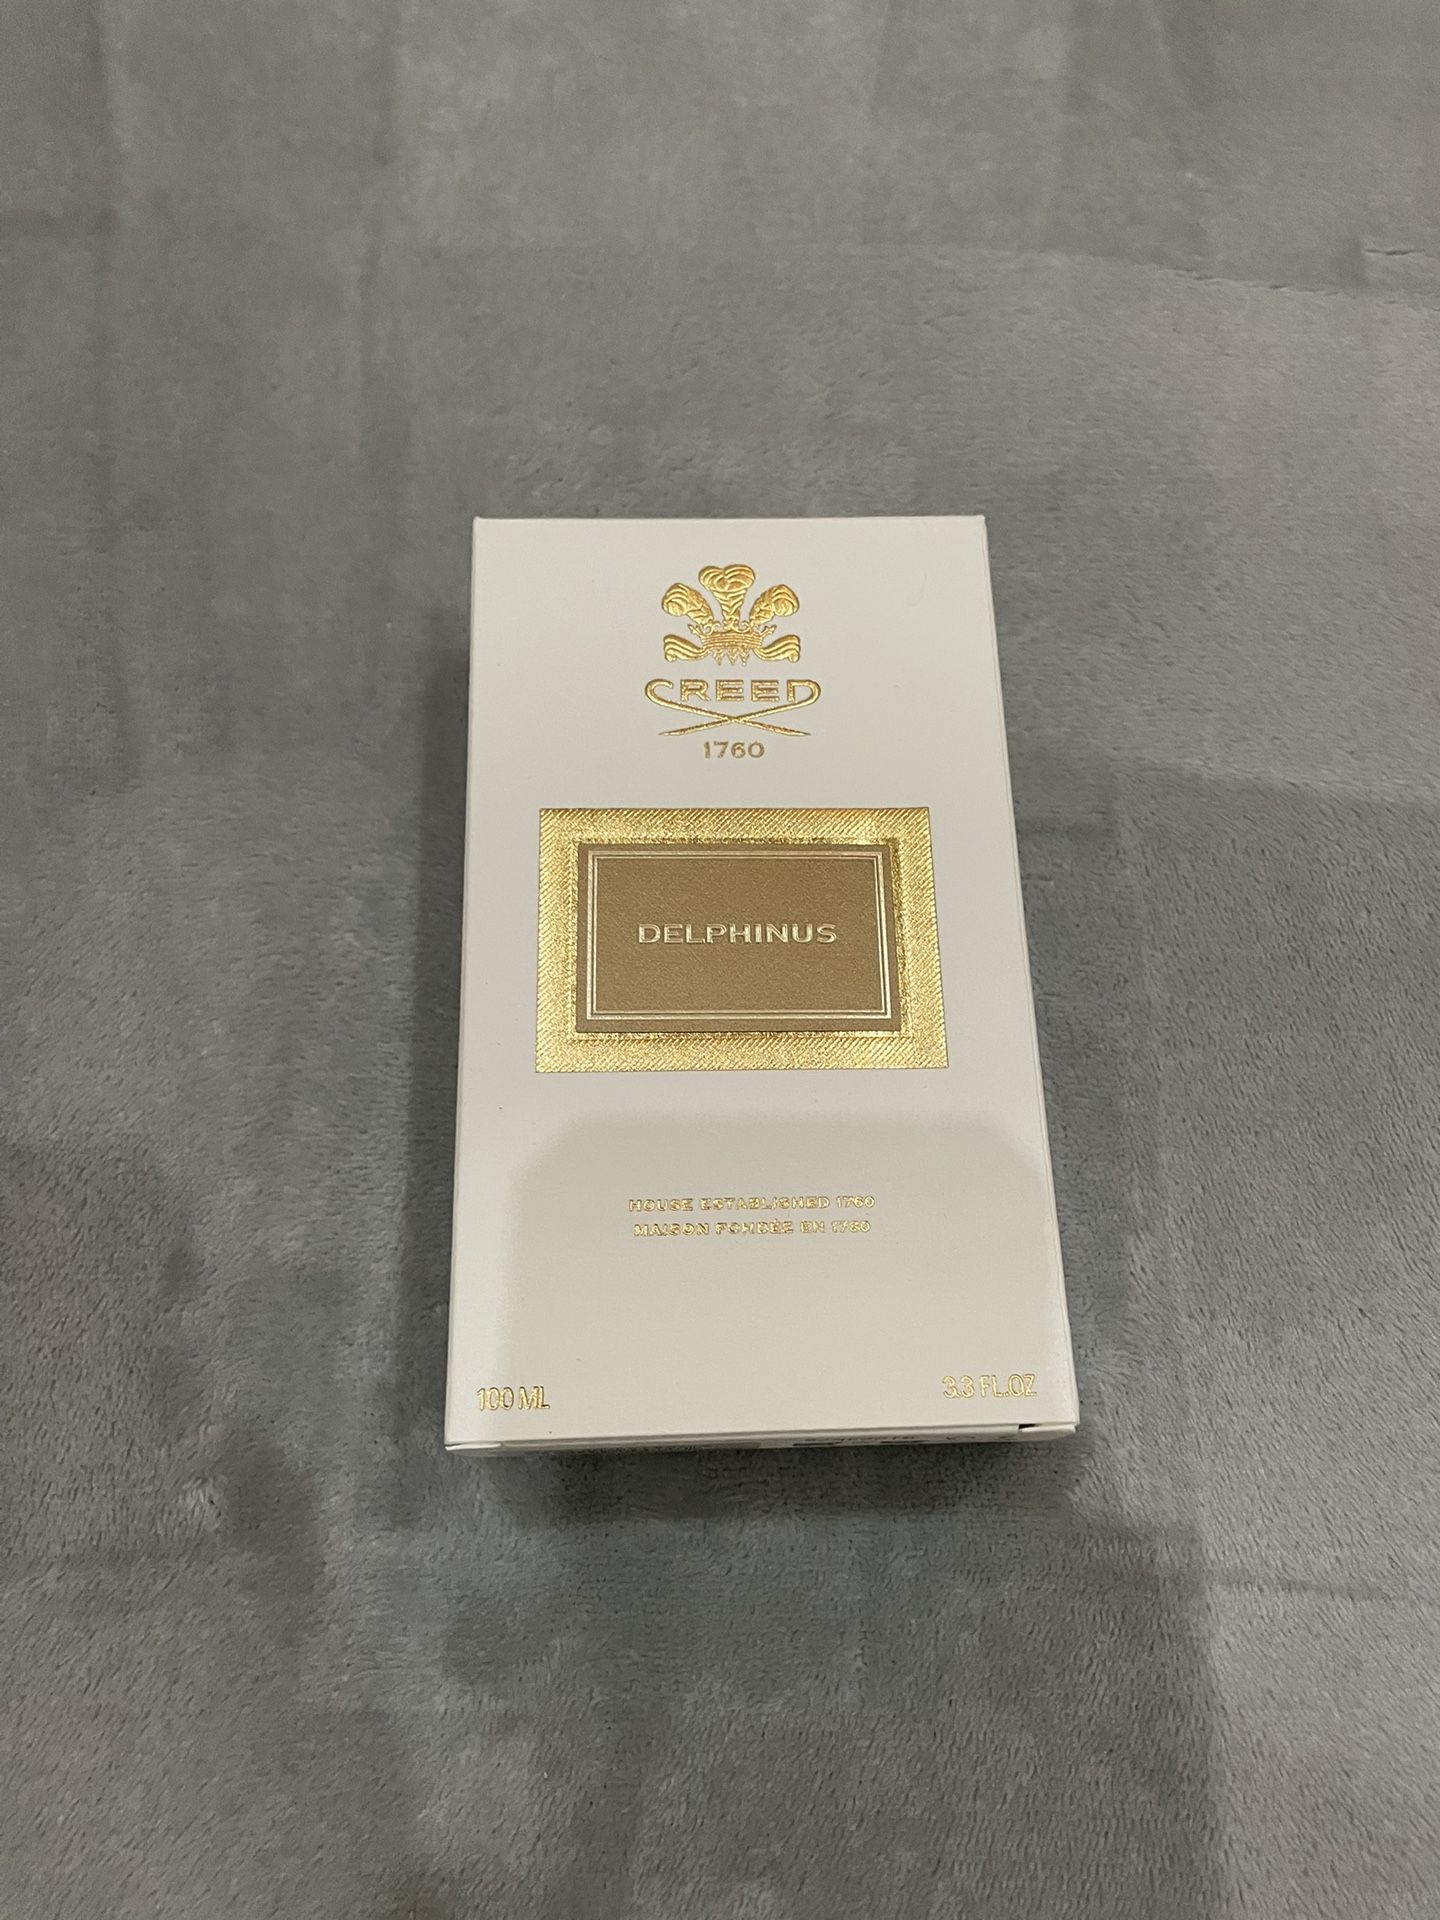 CREED
1760
DELPHINUS
HOUSE ESTABLISHED 1760
MAISON FONDÉE EN 1760
100 ML
3.3 FL.OZ